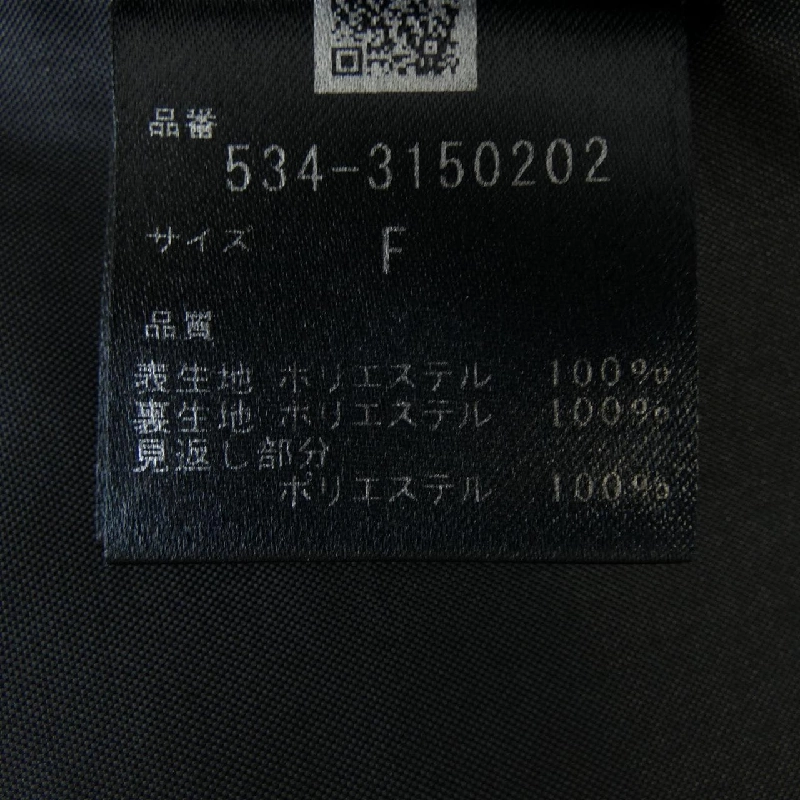 品番
534-3150202
サイズ F
品質
表生地 ポリエステル 100%
裏生地 ポリエステル 100%
見返し部分
ポリエステル 100%